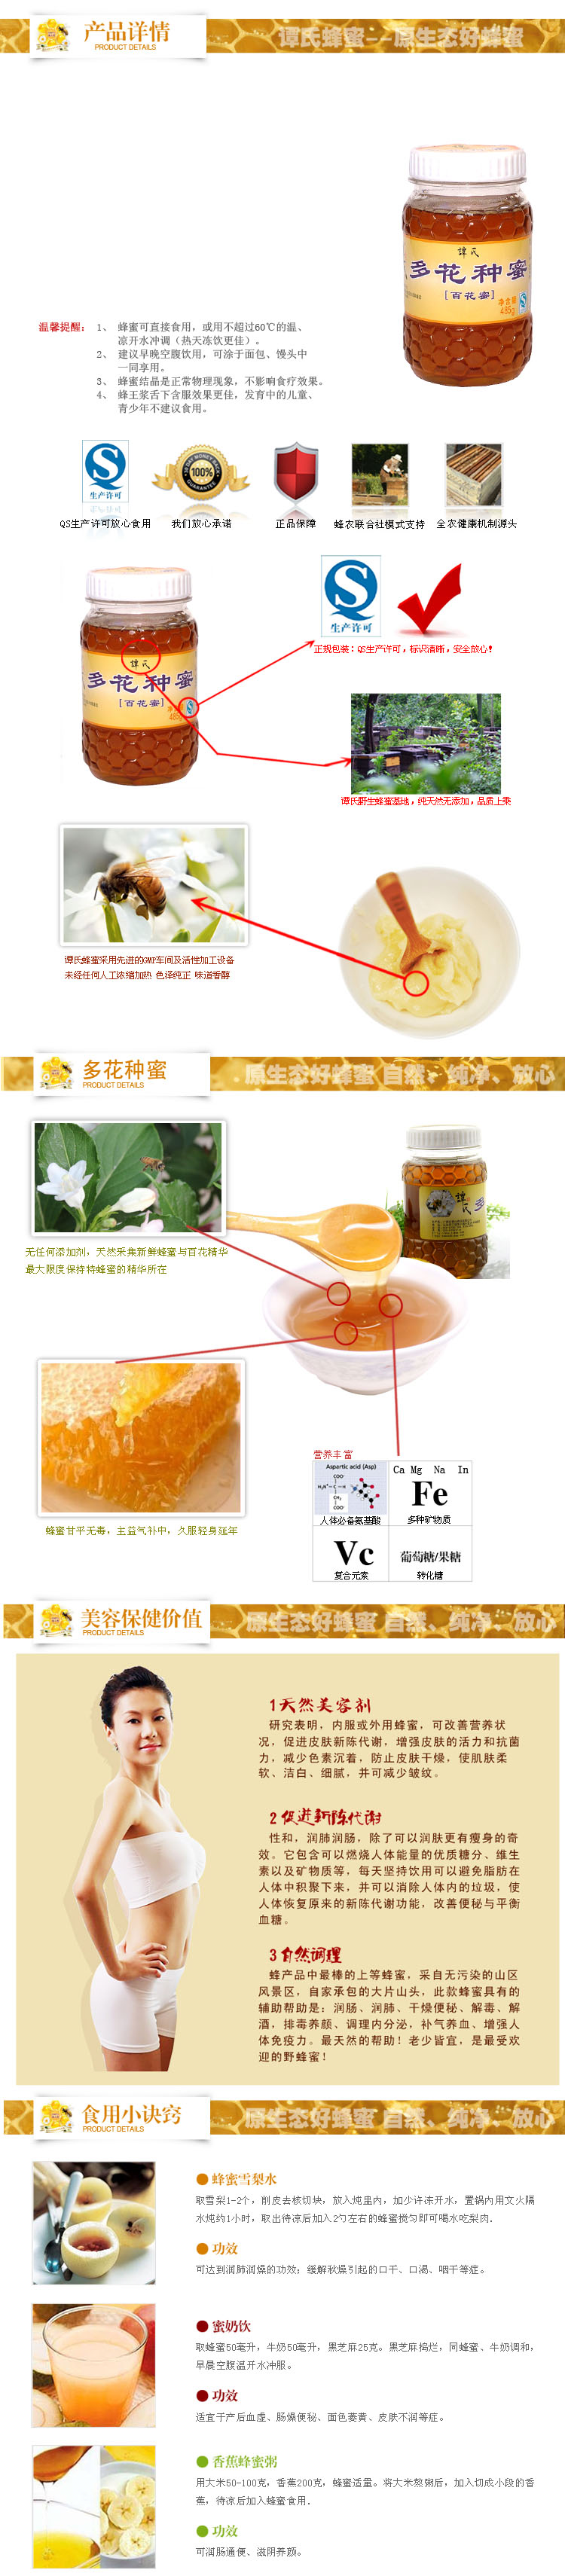 产品详情
PRODUCT DETAILS
谭氏蜂蜜--原生态好蜂蜜
谭氏
多花种蜜
[百花蜜]
净含量
485g
温馨提醒： 1、 蜂蜜可直接食用，或用不超过60℃的温、
凉开水冲调（热天冻饮更佳）。
2、 建议早晚空腹饮用，可涂于面包、馒头中
一同享用。
3、 蜂蜜结晶是正常物理现象，不影响食疗效果。
4、 蜂王浆舌下含服效果更佳，发育中的儿童、
青少年不建议食用。
生产许可
100%
QS生产许可放心食用
我们放心承诺
正品保障
蜂农联合社模式支持
全农健康机制源头
生产许可
正规包装：QS生产许可，标识清晰，安全放心!
谭氏
多花种蜜
[百花蜜]
485g
谭氏野生蜂蜜基地，纯天然无添加，品质上乘
谭氏蜂蜜采用先进的GMP车间及活性加工设备
未经任何人工浓缩加热 色泽纯正 味道香醇
多花种蜜
PRODUCT DETAILS
原生态好蜂蜜 自然、纯净、放心
谭氏
无任何添加剂，天然采集新鲜蜂蜜与百花精华
最大限度保持特蜂蜜的精华所在
蜂蜜甘平无毒，主益气补中，久服轻身延年
营养丰富
Aspartic acid (Asp)
人体必备氨基酸
Ca Mg Na In
Fe
多种矿物质
Vc
复合元素
葡萄糖/果糖
转化糖
美容保健价值
PRODUCT DETAILS
原生态好蜂蜜 自然、纯净、放心
1天然美容剂
研究表明，内服或外用蜂蜜，可改善营养状
况，促进皮肤新陈代谢，增强皮肤的活力和抗菌
力，减少色素沉着，防止皮肤干燥，使肌肤柔
软、洁白、细腻，并可减少皱纹。
2促进新陈代谢
性和，润肺润肠，除了可以润肤更有瘦身的奇
效。它包含可以燃烧人体能量的优质糖分、维生
素以及矿物质等，每天坚持饮用可以避免脂肪在
人体中积聚下来，并可以消除人体内的垃圾，使
人体恢复原来的新陈代谢功能，改善便秘与平衡
血糖。
3自然调理
蜂产品中最棒的上等蜂蜜，采自无污染的山区
风景区，自家承包的大片山头，此款蜂蜜具有的
辅助帮助是：润肠、润肺、干燥便秘、解毒、解
酒，排毒养颜、调理内分泌，补气养血、增强人
体免疫力。最天然的帮助！老少皆宜，是最受欢
迎的野蜂蜜！
食用小诀窍
PRODUCT DETAILS
原生态好蜂蜜 自然、纯净、放心
蜂蜜雪梨水
取雪梨1-2个，削皮去核切块，放入炖盅内，加少许冻开水，置锅内用文火隔
水炖约1小时，取出待凉后加入2勺左右的蜂蜜搅匀即可喝水吃梨肉.
功效
可达到润肺润燥的功效；缓解秋燥引起的口干、口渴、咽干等症。
蜜奶饮
取蜂蜜50毫升，牛奶50毫升，黑芝麻25克。黑芝麻捣烂，同蜂蜜、牛奶调和，
早晨空腹温开水冲服。
功效
适宜于产后血虚、肠燥便秘、面色萎黄、皮肤不润等症。
香蕉蜂蜜粥
用大米50-100克，香蕉200克，蜂蜜适量。将大米熬粥后，加入切成小段的香
蕉，待凉后加入蜂蜜食用.
功效
可润肠通便、滋阴养颜。